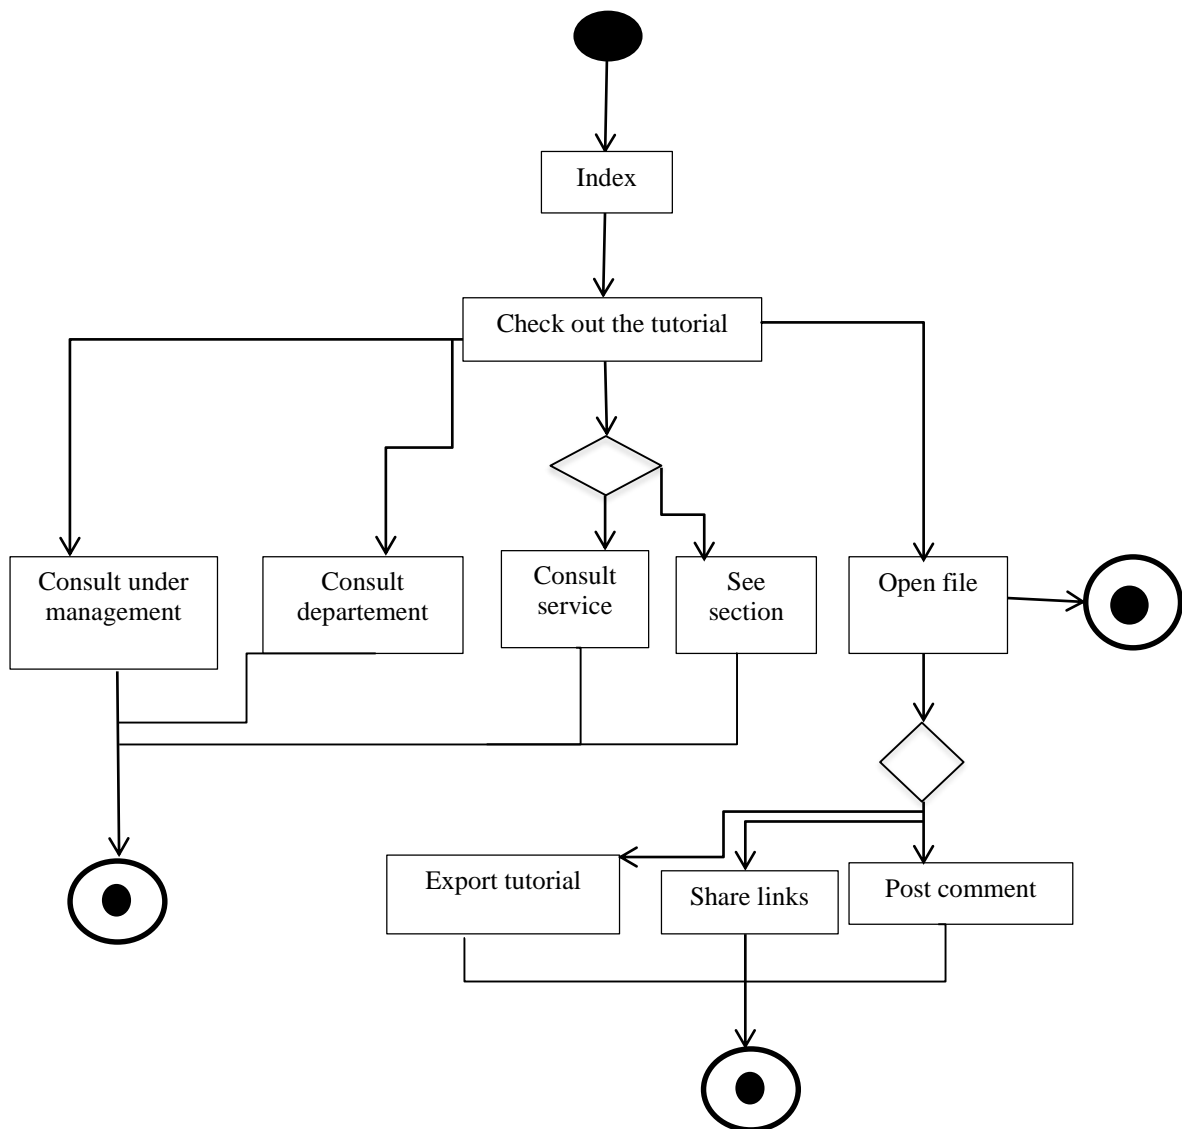 Index
Check out the tutorial
Consult under
management
Consult
departement
Consult
service
See
section
Open file
Export tutorial
Share links
Post comment